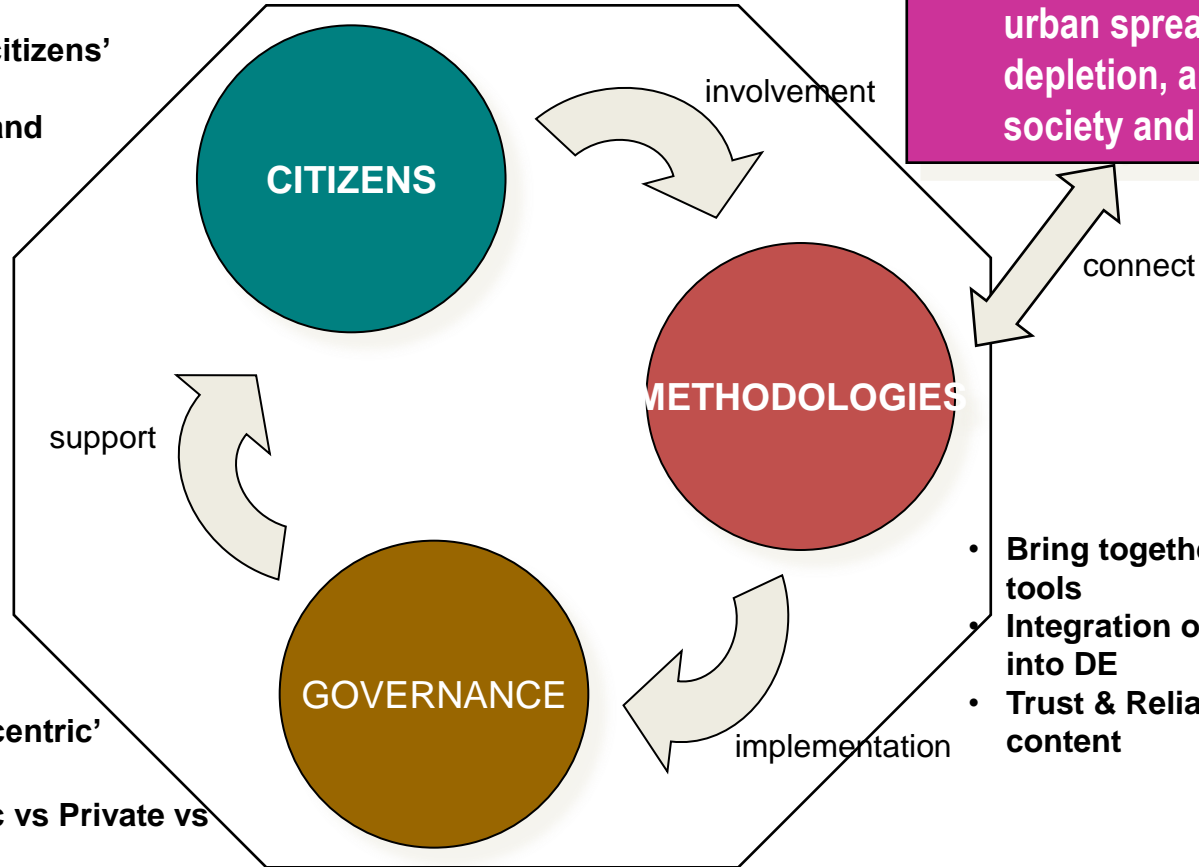 citizens’
and
CITIZENS
involvement
urban sprea
depletion, a
society and
connect
METHODOLOGIES
support
• Bring togethe
tools
• Integration o
into DE
• Trust & Relia
content
GOVERNANCE
implementation
centric’
c vs Private vs